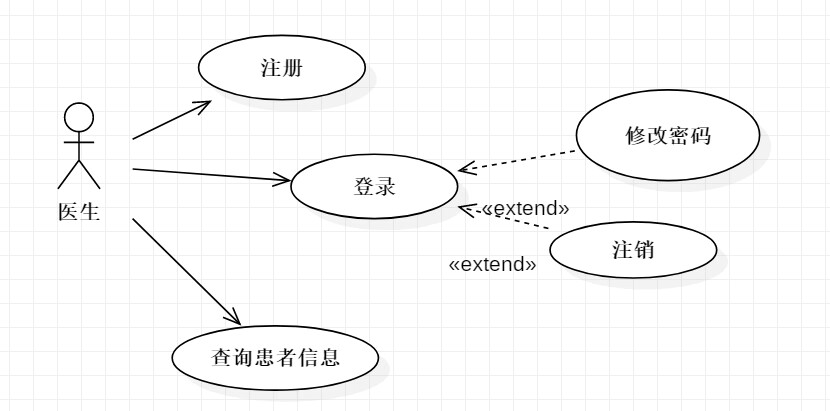 注册
修改密码
登录
医生
«extend»
注销
«extend»
查询患者信息